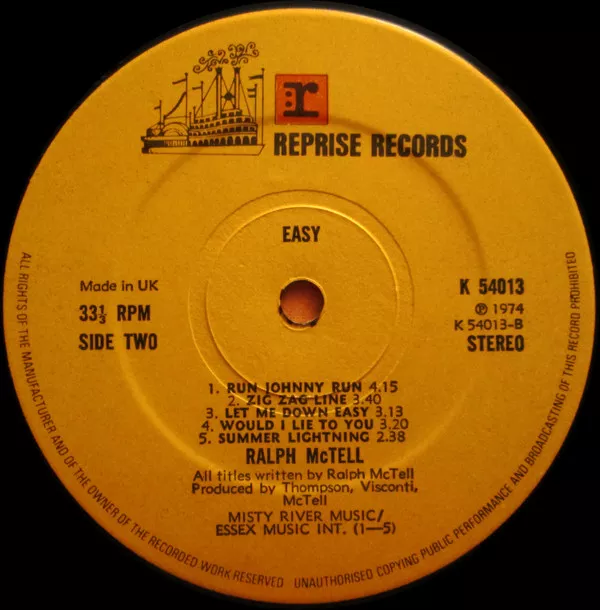 r
REPRISE RECORDS
EASY
Made in UK
33⅓ RPM
SIDE TWO
K 54013
℗ 1974
K 54013-B
STEREO
1. RUN JOHNNY RUN 4.15
2. ZIG ZAG LINE 3.40
3. LET ME DOWN EASY 3.13
4. WOULD I LIE TO YOU 3.20
5. SUMMER LIGHTNING 2.38
RALPH McTELL
All titles written by Ralph McTell
Produced by Thompson, Visconti,
McTell
MISTY RIVER MUSIC/
ESSEX MUSIC INT. (1—5)
ALL RIGHTS OF THE MANUFACTURER AND OF THE OWNER OF THE RECORDED WORK RESERVED UNAUTHORISED COPYING PUBLIC PERFORMANCE AND BROADCASTING OF THIS RECORD PROHIBITED